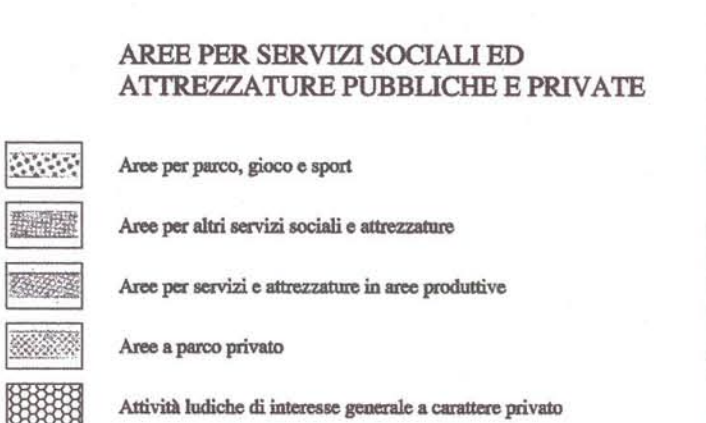 AREE PER SERVIZI SOCIALI ED
ATTREZZATURE PUBBLICHE E PRIVATE
Aree per parco, gioco e sport
Aree per altri servizi sociali e attrezzature
Aree per servizi e attrezzature in aree produttive
Aree a parco privato
Attività ludiche di interesse generale a carattere privato